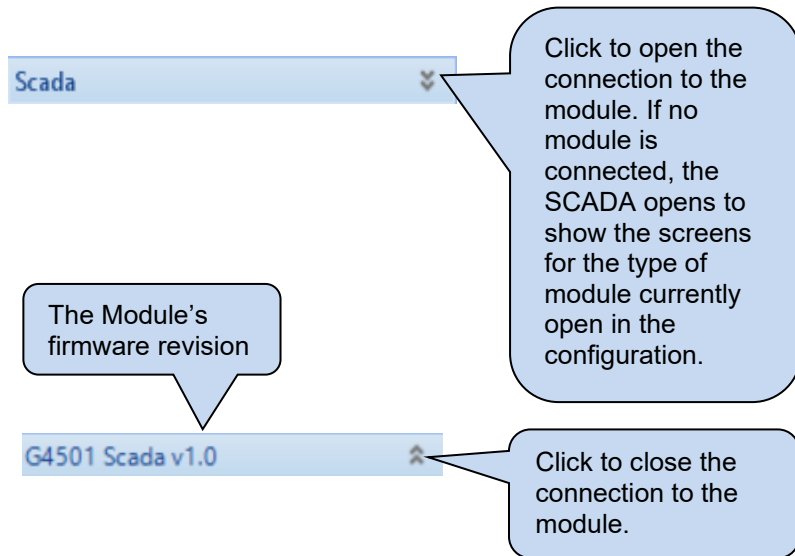 Scada
Click to open the
connection to the
module. If no
module is
connected, the
SCADA opens to
show the screens
for the type of
module currently
open in the
configuration.
The Module’s
firmware revision
G4501 Scada v1.0
Click to close the
connection to the
module.